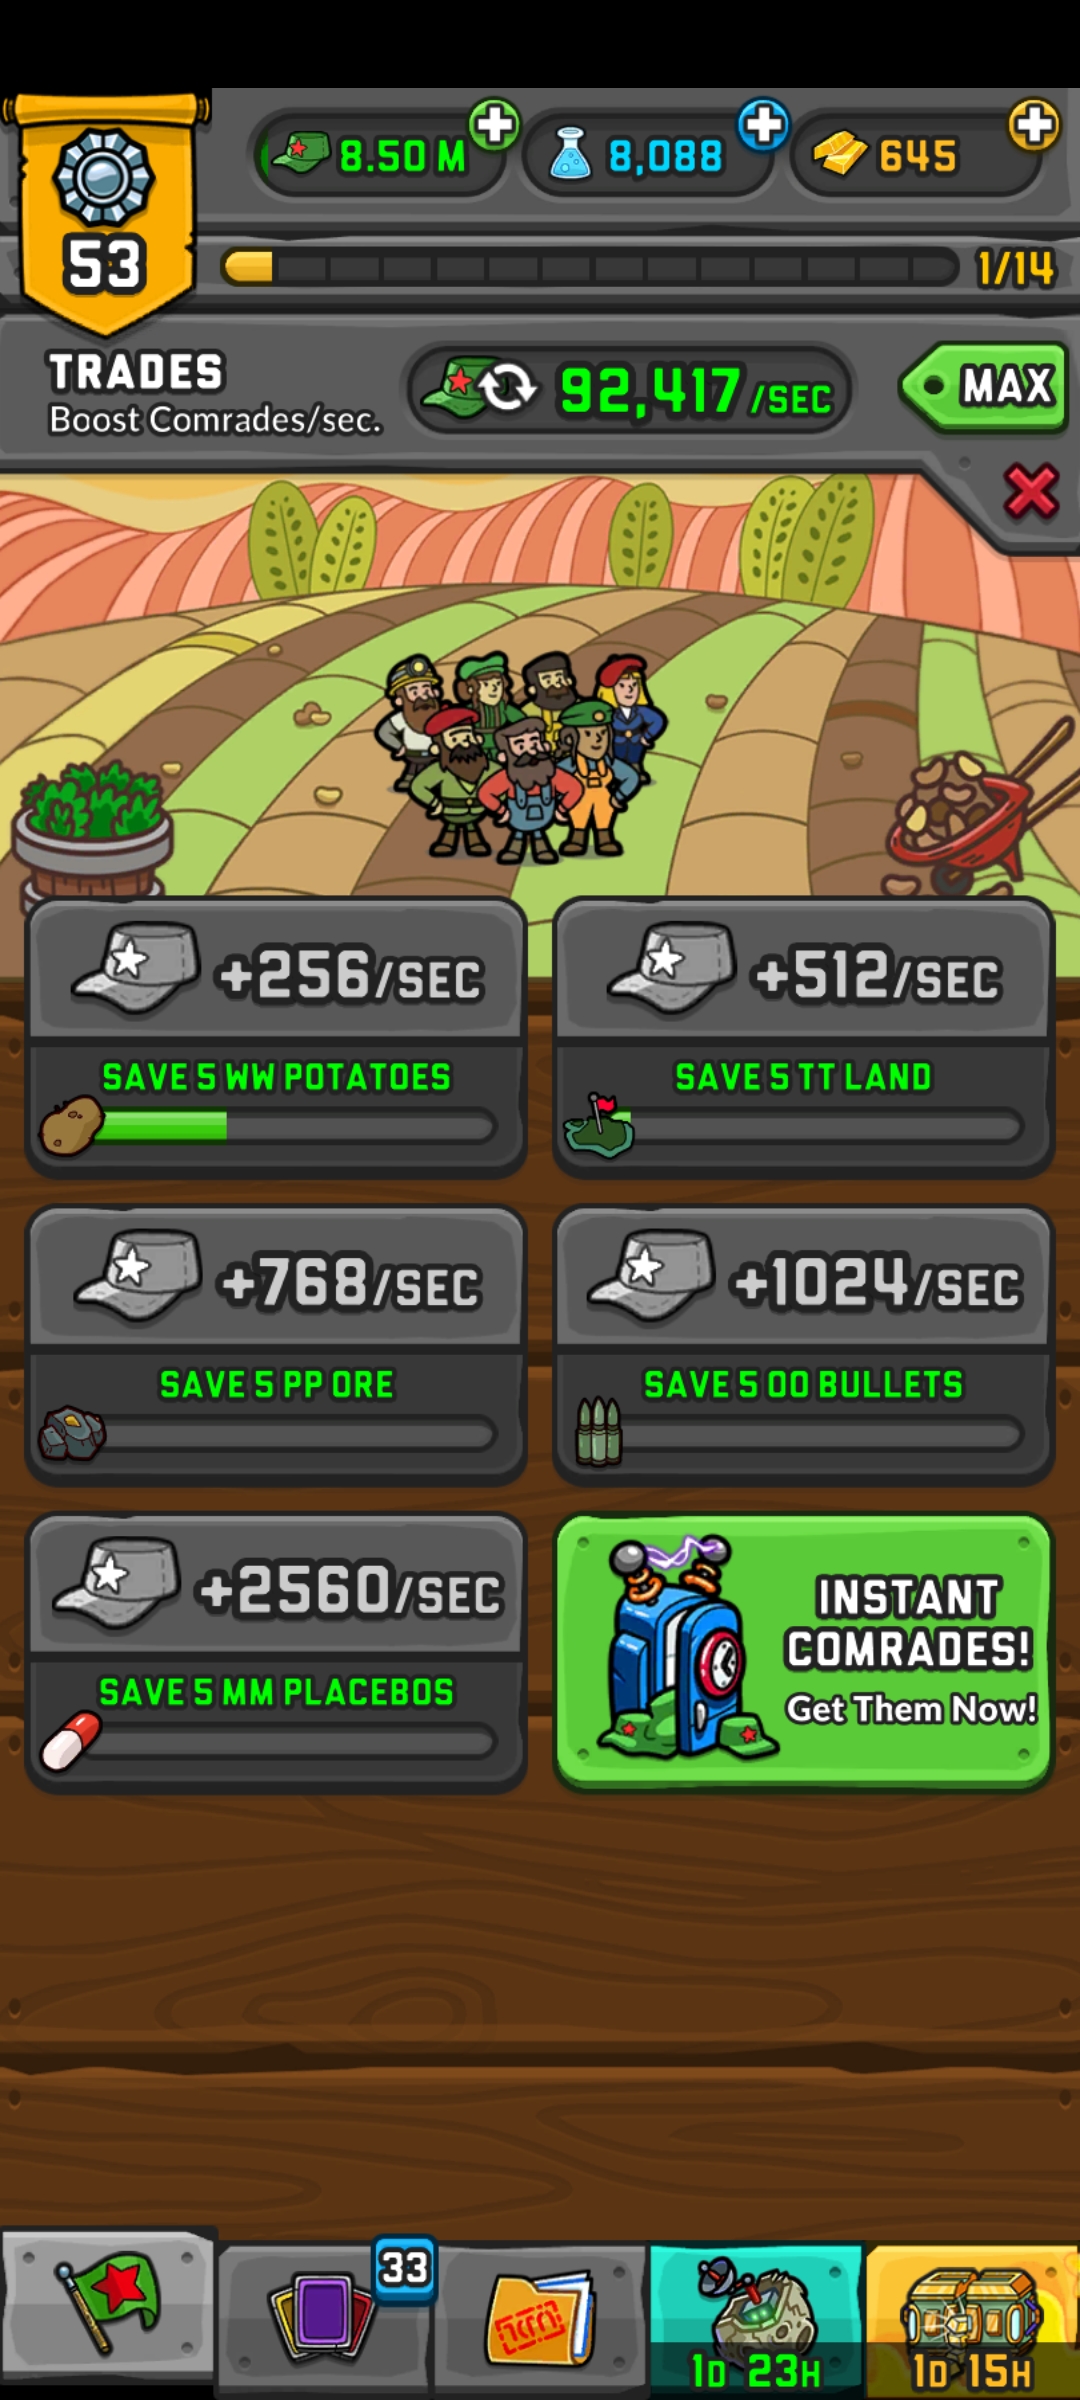 8.50 M
8,088
645
53
1/14
TRADES
Boost Comrades/sec.
92,417/SEC
MAX
+256/SEC
SAVE 5 WW POTATOES
+512/SEC
SAVE 5 TT LAND
+768/SEC
SAVE 5 PP ORE
+1024/SEC
SAVE 5 OO BULLETS
+2560/SEC
SAVE 5 MM PLACEBOS
INSTANT
COMRADES!
Get Them Now!
33
1D 23H
1D 15H